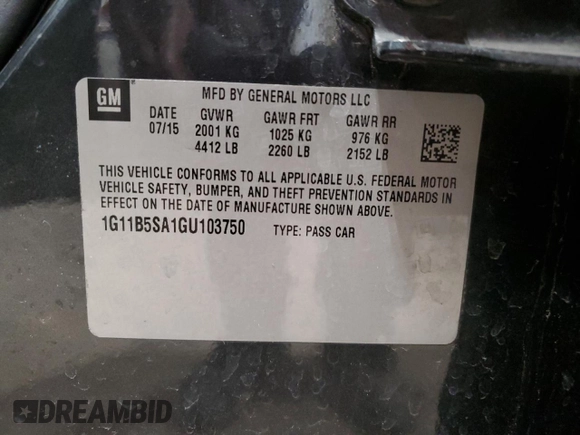 GM
MFD BY GENERAL MOTORS LLC
DATE GVWR GAWR FRT GAWR RR
07/15 2001 KG 1025 KG 976 KG
4412 LB 2260 LB 2152 LB
THIS VEHICLE CONFORMS TO ALL APPLICABLE U.S. FEDERAL MOTOR
VEHICLE SAFETY, BUMPER, AND THEFT PREVENTION STANDARDS IN
EFFECT ON THE DATE OF MANUFACTURE SHOWN ABOVE.
1G11B5SA1GU103750 TYPE: PASS CAR
DREAMBID